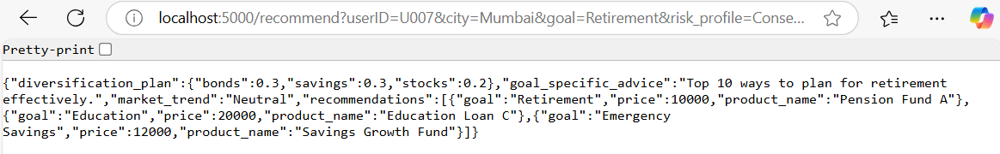 localhost:5000/recommend?userID=U007&city=Mumbai&goal=Retirement&risk_profile=Conse...
Pretty-print
{"diversification_plan":{"bonds":0.3,"savings":0.3,"stocks":0.2},"goal_specific_advice":"Top 10 ways to plan for retirement
effectively.","market_trend":"Neutral","recommendations":[{"goal":"Retirement","price":10000,"product_name":"Pension Fund A"},
{"goal":"Education","price":20000,"product_name":"Education Loan C"},{"goal":"Emergency
Savings","price":12000,"product_name":"Savings Growth Fund"}]}